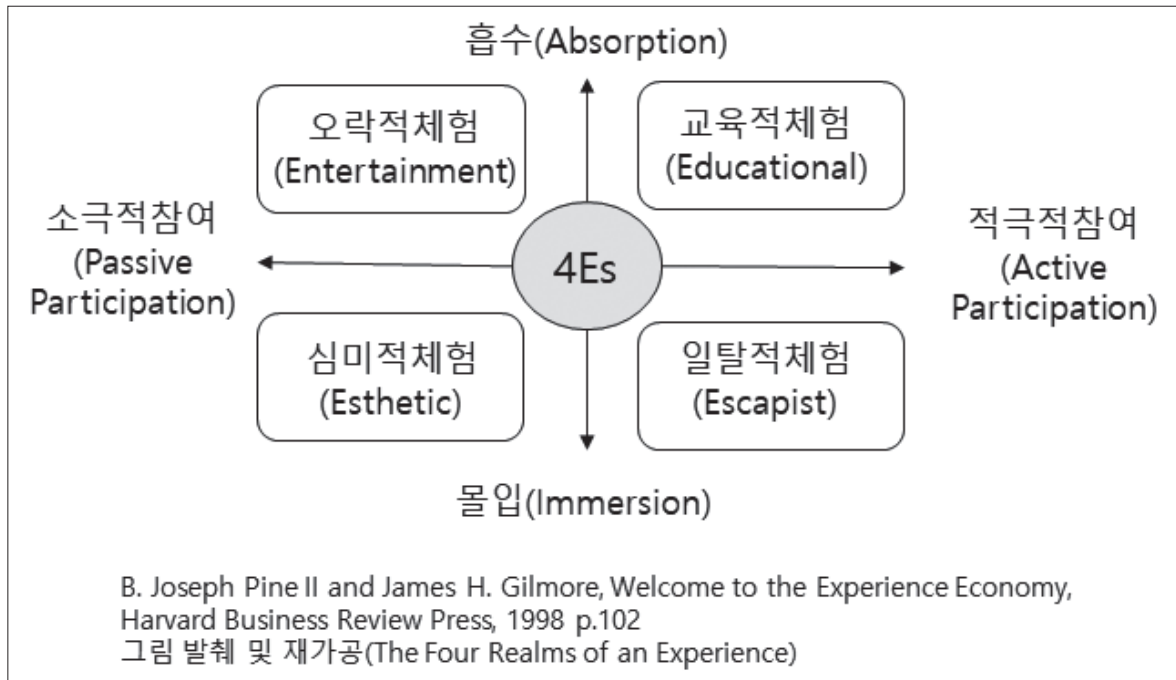 흡수(Absorption)
오락적체험
(Entertainment)
교육적체험
(Educational)
소극적참여
(Passive
Participation)
4Es
적극적참여
(Active
Participation)
심미적체험
(Esthetic)
일탈적체험
(Escapist)
몰입(Immersion)
B. Joseph Pine II and James H. Gilmore, Welcome to the Experience Economy,
Harvard Business Review Press, 1998 p.102
그림 발췌 및 재가공(The Four Realms of an Experience)